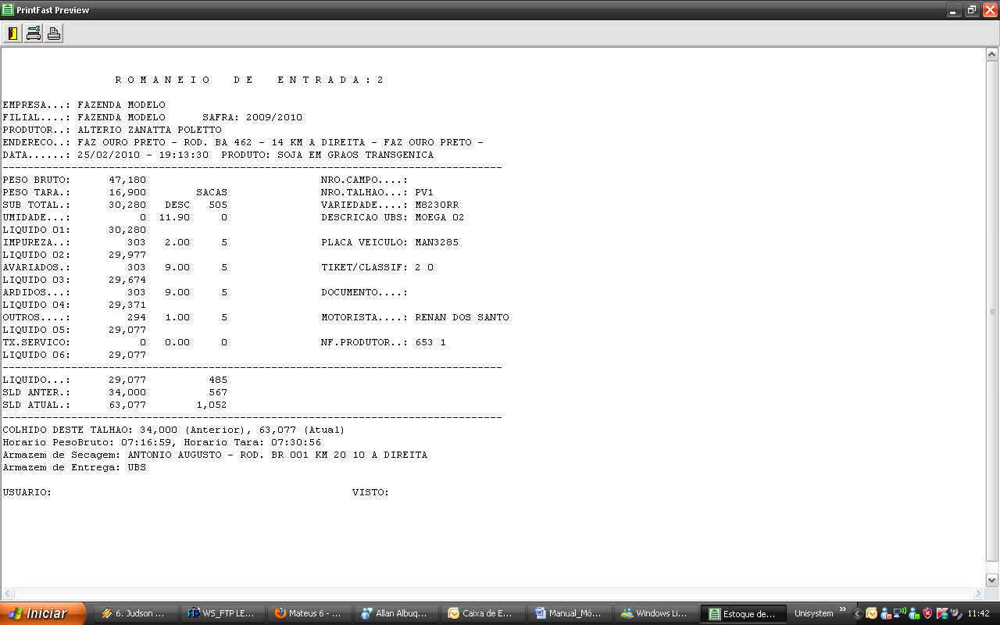 PrintFast Preview
R O M A N E I O   D E   E N T R A D A : 2
EMPRESA...: FAZENDA MODELO
FILIAL....: FAZENDA MODELO      SAFRA: 2009/2010
PRODUTOR..: ALTERIO ZANATTA POLETTO
ENDERECO..: FAZ OURO PRETO - ROD. BA 462 - 14 KM A DIREITA - FAZ OURO PRETO -
DATA......: 25/02/2010 - 19:13:30  PRODUTO: SOJA EM GRAOS TRANSGENICA
--------------------------------------------------------------------------------
PESO BRUTO:      47,180                            NRO.CAMPO....:
PESO TARA.:      16,900        SACAS               NRO.TALHAO...: PV1
SUB TOTAL.:      30,280   DESC   505               VARIEDADE....: M8230RR
UMIDADE...:           0  11.90     0               DESCRICAO UBS: MOEGA 02
LIQUIDO 01:      30,280
IMPUREZA..:         303   2.00     5               PLACA VEICULO: MAN3285
LIQUIDO 02:      29,977
AVARIADOS.:         303   9.00     5               TIKET/CLASSIF: 2 0
LIQUIDO 03:      29,674
ARDIDOS...:         303   9.00     5               DOCUMENTO....:
LIQUIDO 04:      29,371
OUTROS....:         294   1.00     5               MOTORISTA....: RENAN DOS SANTO
LIQUIDO 05:      29,077
TX.SERVICO:           0   0.00     0               NF.PRODUTOR..: 653 1
LIQUIDO 06:      29,077
--------------------------------------------------------------------------------
LIQUIDO...:      29,077          485
SLD ANTER.:      34,000          567
SLD ATUAL.:      63,077        1,052
--------------------------------------------------------------------------------
COLHIDO DESTE TALHAO: 34,000 (Anterior), 63,077 (Atual)
Horario PesoBruto: 07:16:59, Horario Tara: 07:30:56
Armazem de Secagem: ANTONIO AUGUSTO - ROD. BR 001 KM 20 10 A DIREITA
Armazem de Entrega: UBS
USUARIO:                                                VISTO:
Iniciar   6. Judson ...   WS_FTP LE...   Mateus 6 - ...   Allan Albuq...   Caixa de E...   Manual_Mó...   Windows Li...   Estoque de...   Unisystem   11:42